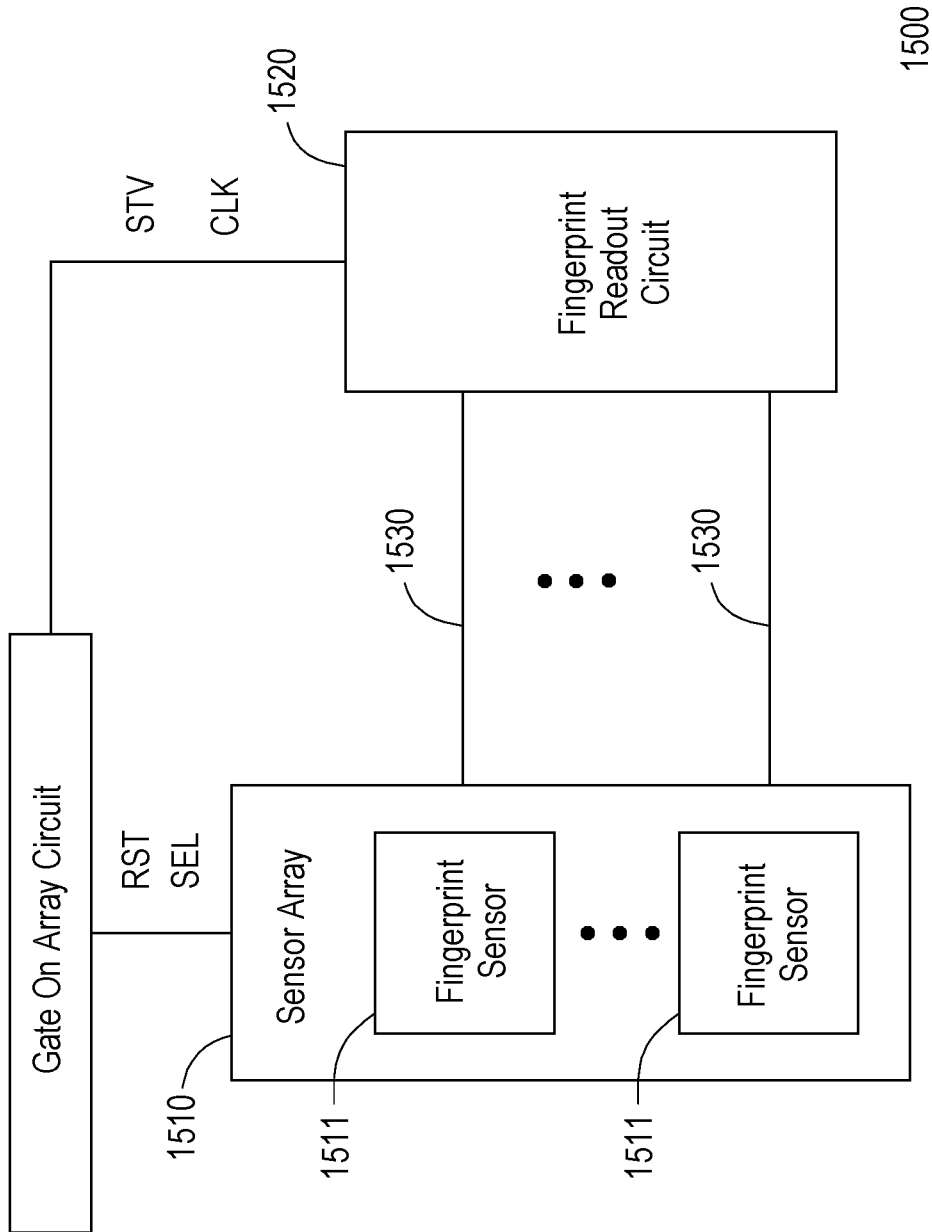 Gate On Array Circuit
RST
SEL
STV
CLK
1510
Sensor Array
1511
Fingerprint
Sensor
1511
Fingerprint
Sensor
1530
1530
1520
Fingerprint
Readout
Circuit
1500